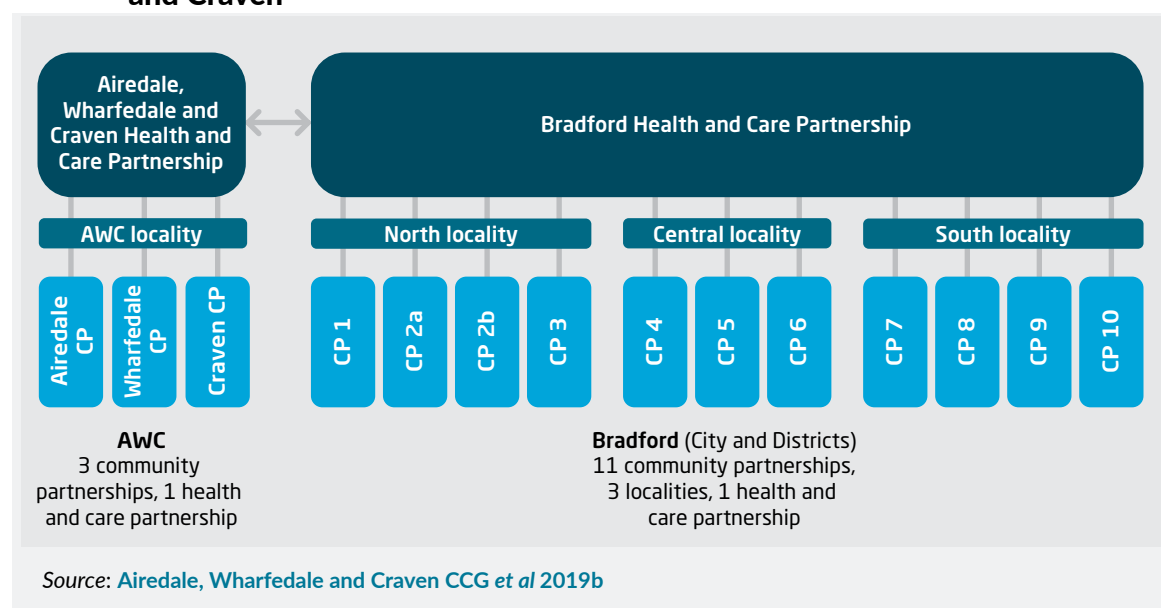 and Craven
Airedale,
Wharfedale and
Craven Health and
Care Partnership
Bradford Health and Care Partnership
AWC locality
North locality
Central locality
South locality
Airedale
CP
Wharfedale
CP
Craven CP
CP 1
CP 2a
CP 2b
CP 3
CP 4
CP 5
CP 6
CP 7
CP 8
CP 9
CP 10
AWC
3 community
partnerships, 1 health
and care partnership
Bradford (City and Districts)
11 community partnerships,
3 localities, 1 health and
care partnership
Source: Airedale, Wharfedale and Craven CCG et al 2019b